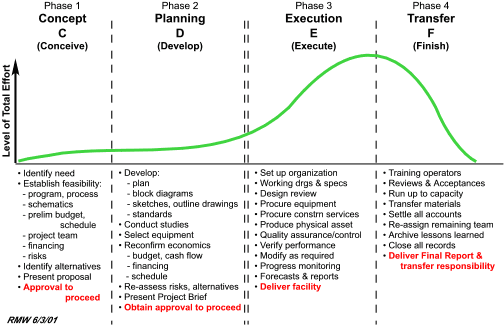 Phase 1
Concept
C
(Conceive)
Phase 2
Planning
D
(Develop)
Phase 3
Execution
E
(Execute)
Phase 4
Transfer
F
(Finish)
Level of Total Effort
• Identify need
• Establish feasibility:
- program, process
- schematics
- prelim budget,
schedule
- project team
- financing
- risks
• Identify alternatives
• Present proposal
• Approval to
proceed
• Develop:
- plan
- block diagrams
- sketches, outline drawings
- standards
• Conduct studies
• Select equipment
• Reconfirm economics
- budget, cash flow
- financing
- schedule
• Re-assess risks, alternatives
• Present Project Brief
• Obtain approval to proceed
• Set up organization
• Working drgs & specs
• Design review
• Procure equipment
• Procure constrn services
• Produce physical asset
• Quality assurance/control
• Verify performance
• Modify as required
• Progress monitoring
• Forecasts & reports
• Deliver facility
• Training operators
• Reviews & Acceptances
• Run up to capacity
• Transfer materials
• Settle all accounts
• Re-assign remaining team
• Archive lessons learned
• Close all records
• Deliver Final Report &
transfer responsibility
RMW 6/3/01